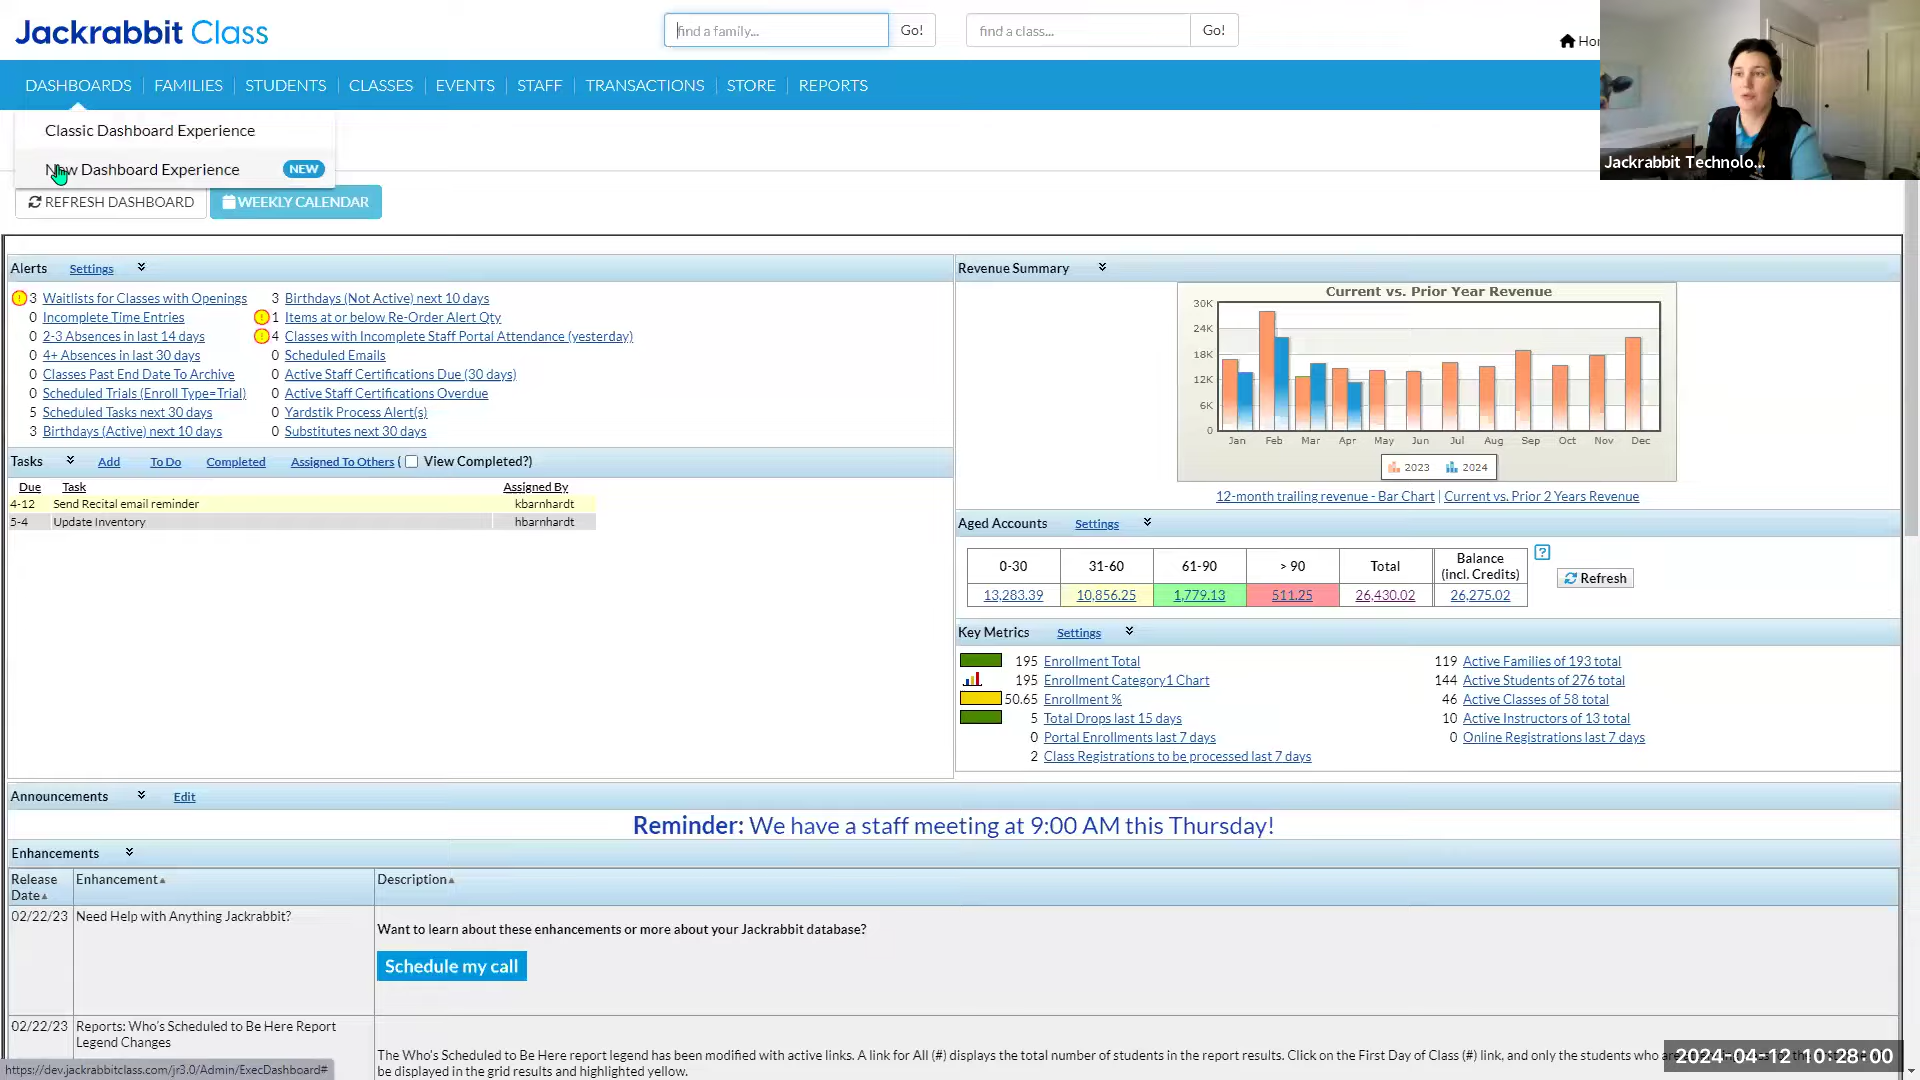 Jackrabbit Class
find a family... Go! find a class... Go!
DASHBOARDS FAMILIES STUDENTS CLASSES EVENTS STAFF TRANSACTIONS STORE REPORTS
Jackrabbit Technolo...
Classic Dashboard Experience
New Dashboard Experience NEW
REFRESH DASHBOARD WEEKLY CALENDAR
Alerts Settings
3 Waitlists for Classes with Openings
0 Incomplete Time Entries
0 2-3 Absences in last 14 days
0 4+ Absences in last 30 days
0 Classes Past End Date To Archive
0 Scheduled Trials (Enroll Type=Trial)
5 Scheduled Tasks next 30 days
3 Birthdays (Active) next 10 days
3 Birthdays (Not Active) next 10 days
1 Items at or below Re-Order Alert Qty
4 Classes with Incomplete Staff Portal Attendance (yesterday)
0 Scheduled Emails
0 Active Staff Certifications Due (30 days)
0 Active Staff Certifications Overdue
0 Yardstik Process Alert(s)
0 Substitutes next 30 days
Tasks Add To Do Completed Assigned To Others ( View Completed?)
Due Task Assigned By
4-12 Send Recital email reminder kbarnhardt
5-4 Update Inventory hbarnhardt
Revenue Summary
Current vs. Prior Year Revenue
30K
24K
18K
12K
6K
0
Jan Feb Mar Apr May Jun Jul Aug Sep Oct Nov Dec
2023 2024
12-month trailing revenue - Bar Chart | Current vs. Prior 2 Years Revenue
Aged Accounts Settings
0-30 31-60 61-90 > 90 Total Balance (incl. Credits) ?
13,283.39 10,856.25 1,779.13 511.25 26,430.02 26,275.02
Refresh
Key Metrics Settings
195 Enrollment Total
195 Enrollment Category1 Chart
50.65 Enrollment %
5 Total Drops last 15 days
0 Portal Enrollments last 7 days
2 Class Registrations to be processed last 7 days
119 Active Families of 193 total
144 Active Students of 276 total
46 Active Classes of 58 total
10 Active Instructors of 13 total
0 Online Registrations last 7 days
Announcements Edit
Reminder: We have a staff meeting at 9:00 AM this Thursday!
Enhancements
Release Date Enhancement Description
02/22/23 Need Help with Anything Jackrabbit?
Want to learn about these enhancements or more about your Jackrabbit database?
Schedule my call
02/22/23 Reports: Who's Scheduled to Be Here Report
Legend Changes
The Who's Scheduled to Be Here report legend has been modified with active links. A link for All (#) displays the total number of students in the report results. Click on the First Day of Class (#) link, and only the students who
be displayed in the grid results and highlighted yellow.
https://dev.jackrabbitclass.com/jr3.0/Admin/ExecDashboard#
2024-04-12 10:28:00